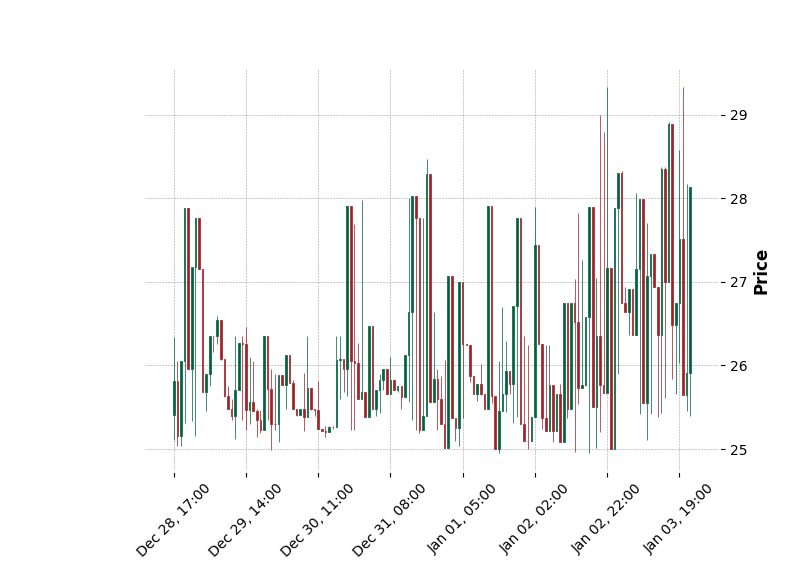 29
28
27
26
25
Price
Dec 28, 17:00
Dec 29, 14:00
Dec 30, 11:00
Dec 31, 08:00
Jan 01, 05:00
Jan 02, 02:00
Jan 02, 22:00
Jan 03, 19:00